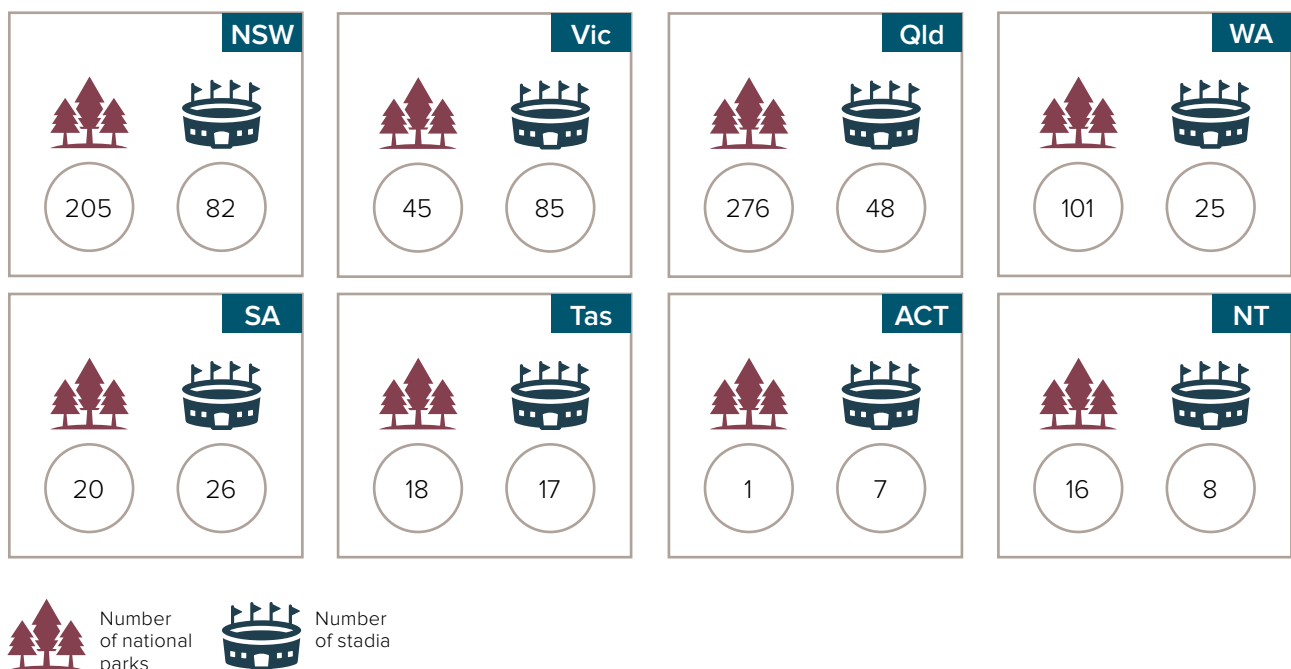 NSW
205 82
Vic
45 85
Qld
276 48
WA
101 25
SA
20 26
Tas
18 17
ACT
1 7
NT
16 8
Number
of national
parks
Number
of stadia